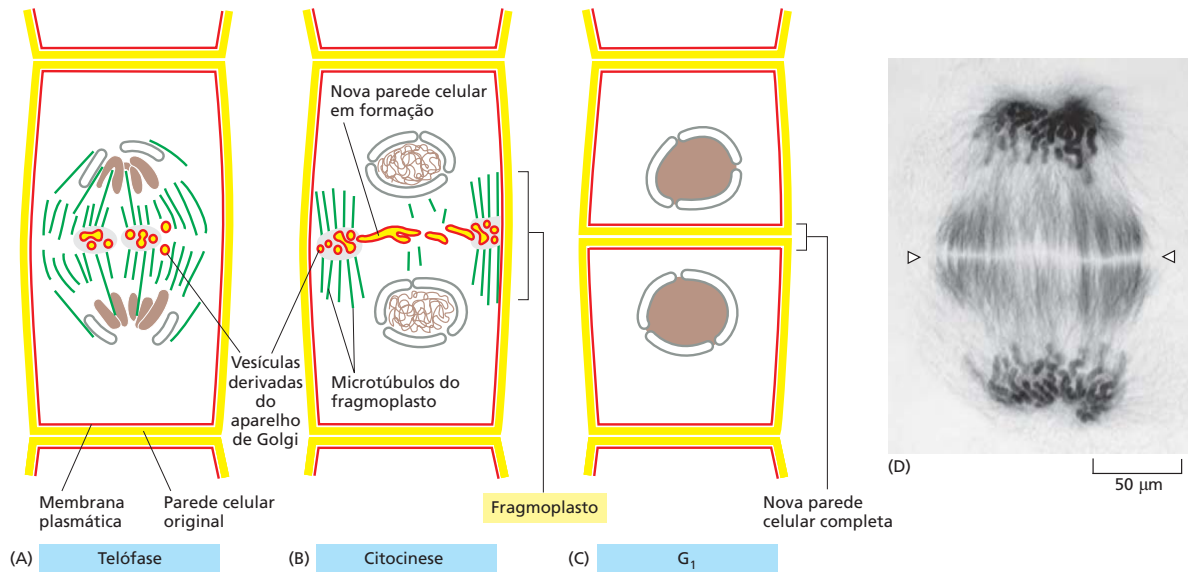 Nova parede celular
em formação
Vesículas
derivadas
do
aparelho
de Golgi
Microtúbulos do
fragmoplasto
Membrana
plasmática
Parede celular
original
Fragmoplasto
Nova parede
celular completa
(A) Telófase
(B) Citocinese
(C) G₁
(D)
50 μm